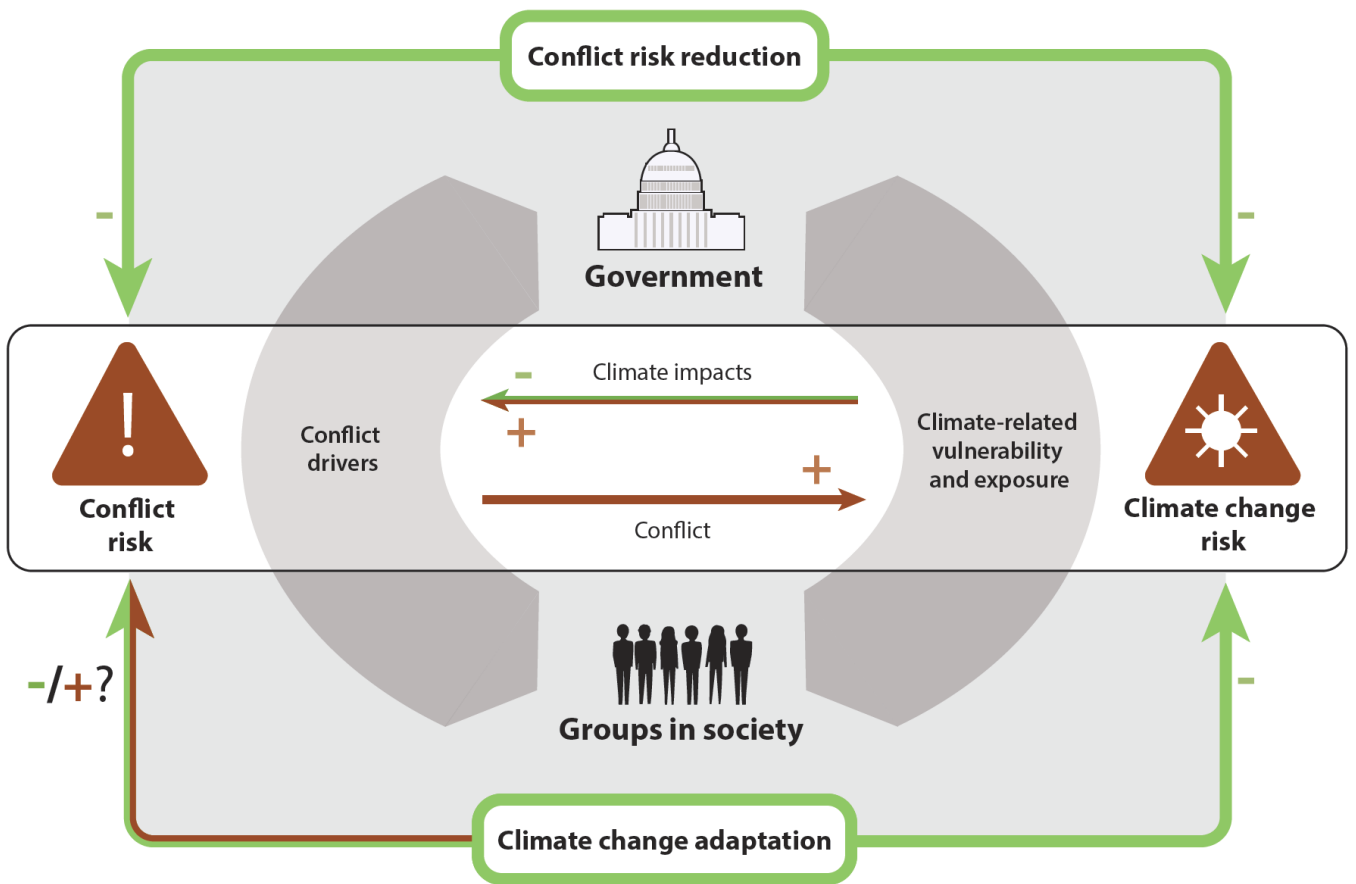 Conflict risk reduction
-
-
Government
-
Climate impacts
+
+
Conflict
Conflict
drivers
Climate-related
vulnerability
and exposure
!
Conflict
risk
Climate change
risk
-/+?
-
Groups in society
Climate change adaptation